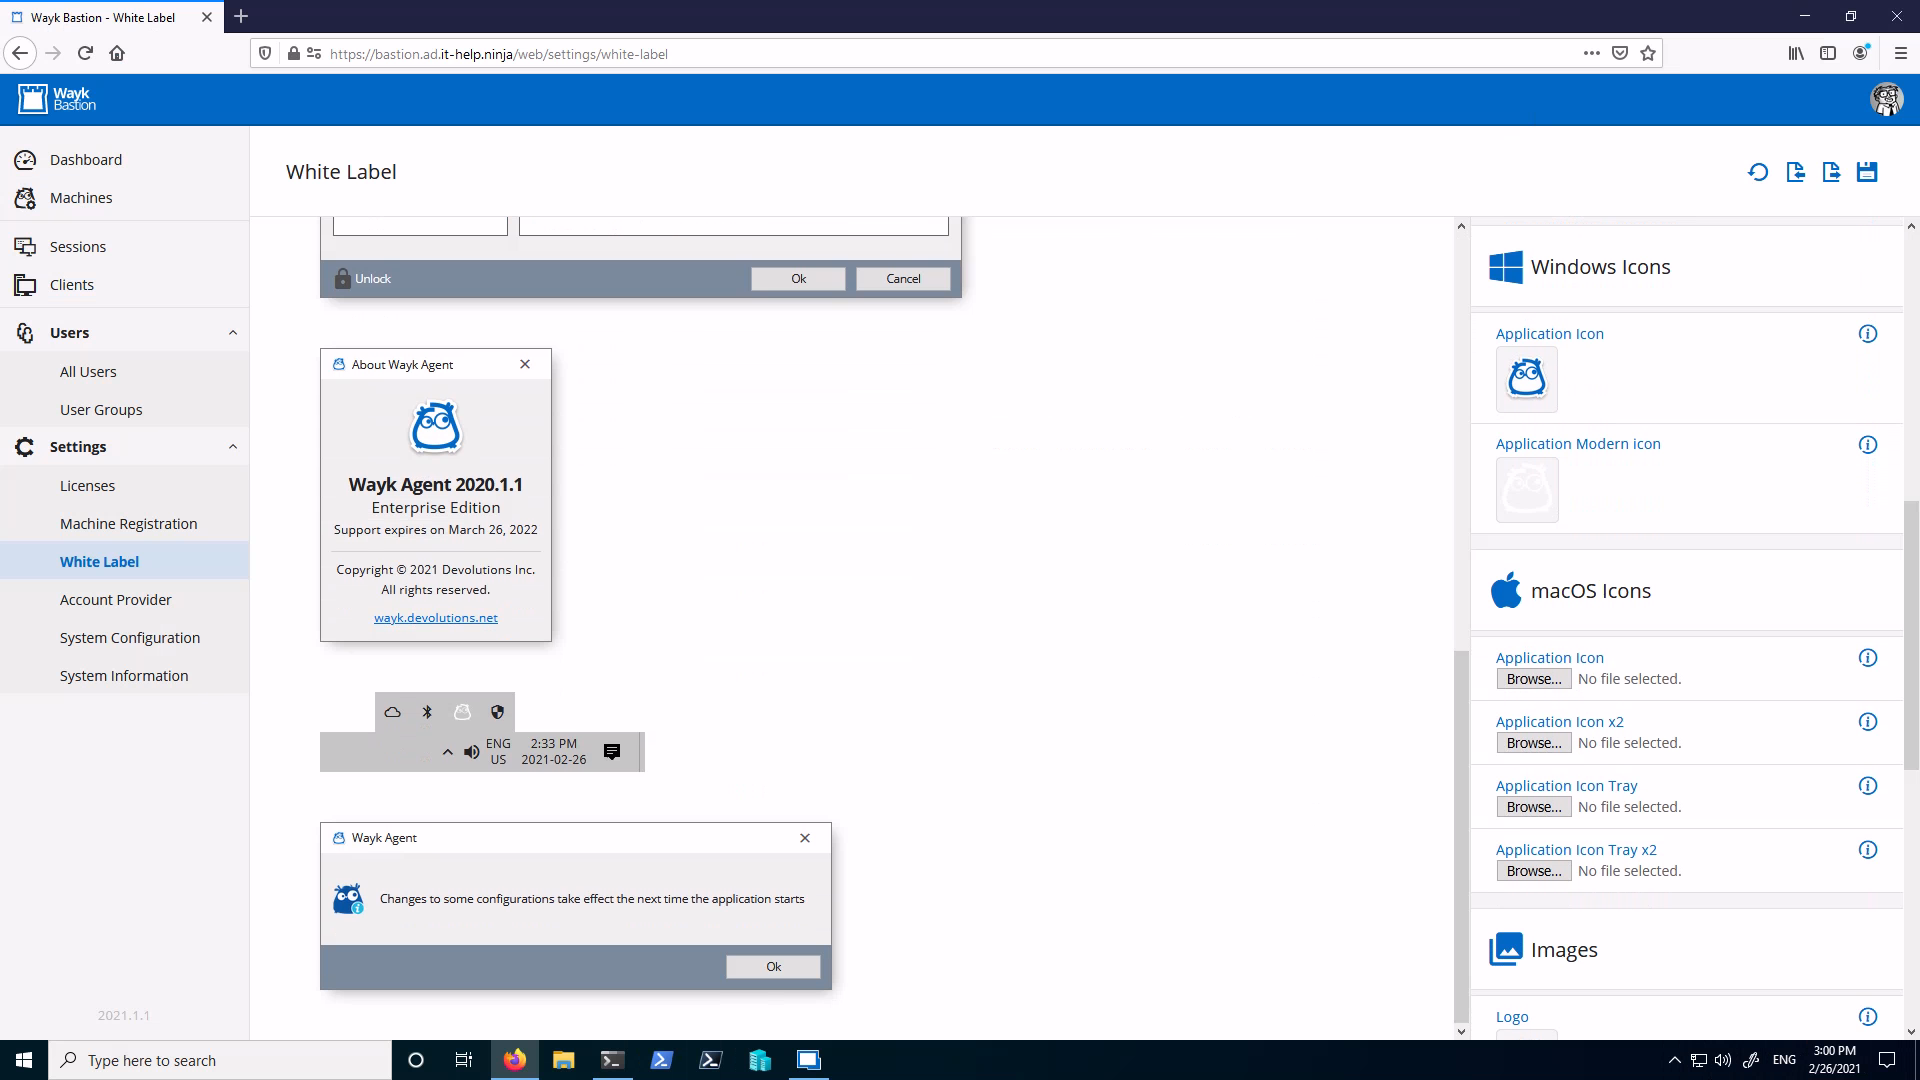 Wayk Bastion - White Label
https://bastion.ad.it-help.ninja/web/settings/white-label
Wayk
Bastion
Dashboard
Machines
Sessions
Clients
Users
All Users
User Groups
Settings
Licenses
Machine Registration
White Label
Account Provider
System Configuration
System Information
2021.1.1
White Label
Unlock
Ok
Cancel
About Wayk Agent
Wayk Agent 2020.1.1
Enterprise Edition
Support expires on March 26, 2022
Copyright © 2021 Devolutions Inc.
All rights reserved.
wayk.devolutions.net
ENG
US
2:33 PM
2021-02-26
Wayk Agent
Changes to some configurations take effect the next time the application starts
Ok
Windows Icons
Application Icon
Application Modern icon
macOS Icons
Application Icon
Browse... No file selected.
Application Icon x2
Browse... No file selected.
Application Icon Tray
Browse... No file selected.
Application Icon Tray x2
Browse... No file selected.
Images
Logo
Type here to search
ENG
3:00 PM
2/26/2021